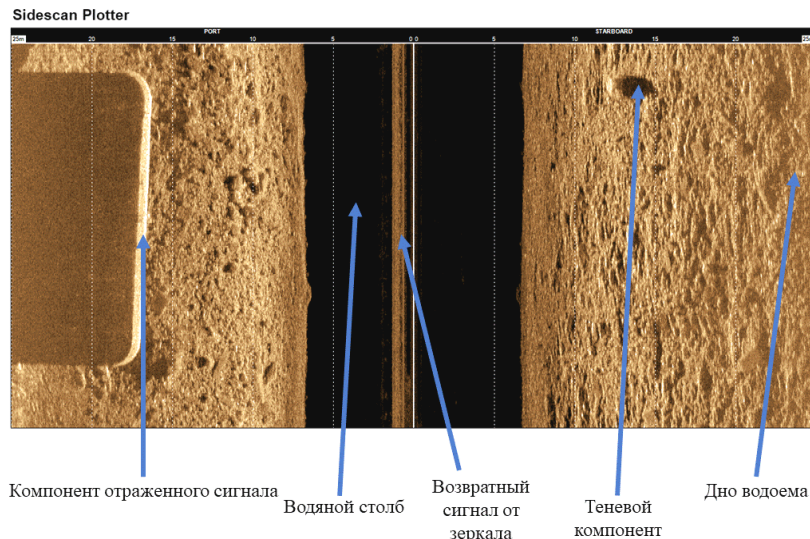 Sidescan Plotter
PORT STARBOARD
25m 20 15 10 5 0 0 5 10 15 20 25m
Компонент отраженного сигнала
Водяной столб
Возвратный
сигнал от
зеркала
Теневой
компонент
Дно водоема